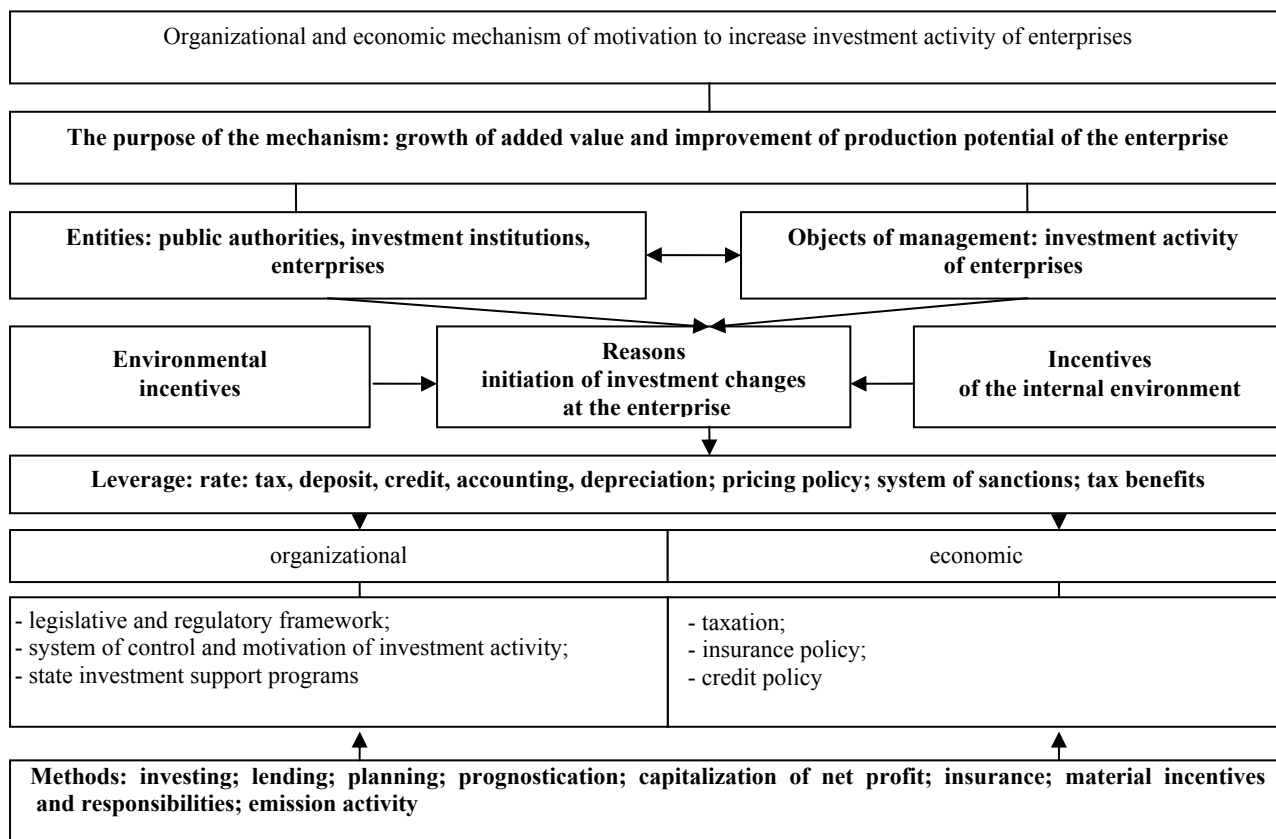 Organizational and economic mechanism of motivation to increase investment activity of enterprises
The purpose of the mechanism: growth of added value and improvement of production potential of the enterprise
Entities: public authorities, investment institutions,
enterprises
Objects of management: investment activity
of enterprises
Environmental
incentives
Reasons
initiation of investment changes
at the enterprise
Incentives
of the internal environment
Leverage: rate: tax, deposit, credit, accounting, depreciation; pricing policy; system of sanctions; tax benefits
organizational
economic
- legislative and regulatory framework;
- system of control and motivation of investment activity;
- state investment support programs
- taxation;
- insurance policy;
- credit policy
Methods: investing; lending; planning; prognostication; capitalization of net profit; insurance; material incentives
and responsibilities; emission activity